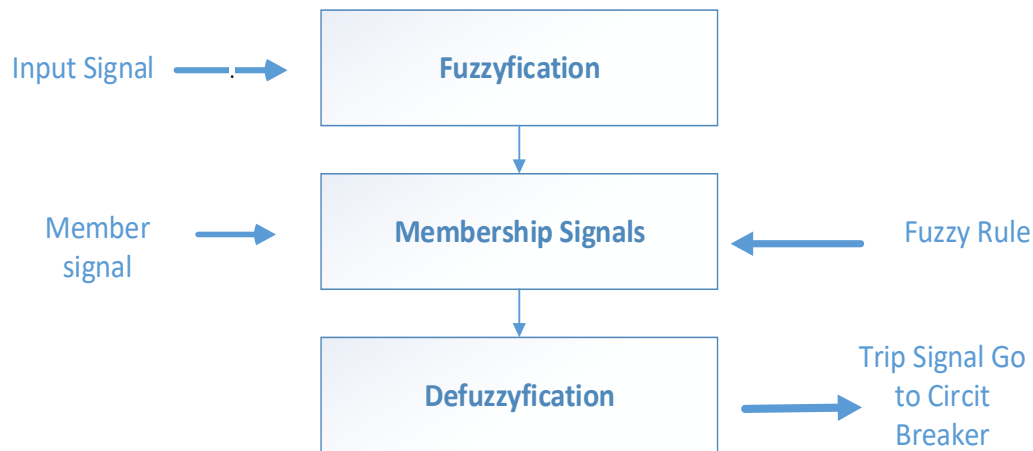 Input Signal
Fuzzyfication
Member
signal
Membership Signals
Fuzzy Rule
Defuzzyfication
Trip Signal Go
to Circit
Breaker